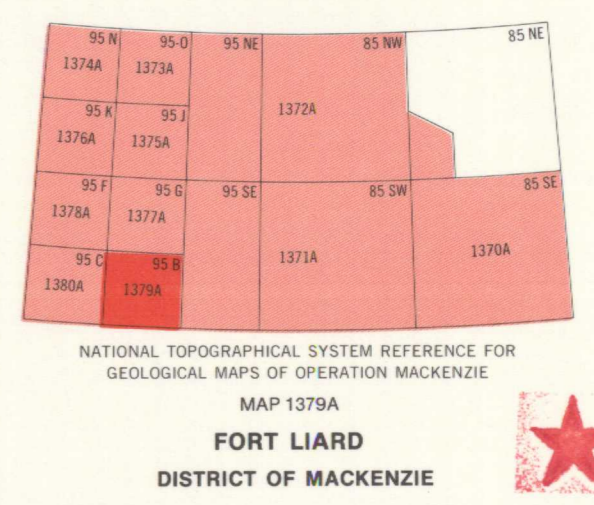 95 N 95-O 95 NE 85 NW 85 NE
1374A 1373A
1372A
95 K 95 J
1376A 1375A
95 F 95 G 95 SE 85 SW 85 SE
1378A 1377A
1371A 1370A
95 C 95 B
1380A 1379A
NATIONAL TOPOGRAPHICAL SYSTEM REFERENCE FOR
GEOLOGICAL MAPS OF OPERATION MACKENZIE
MAP 1379A
FORT LIARD
DISTRICT OF MACKENZIE